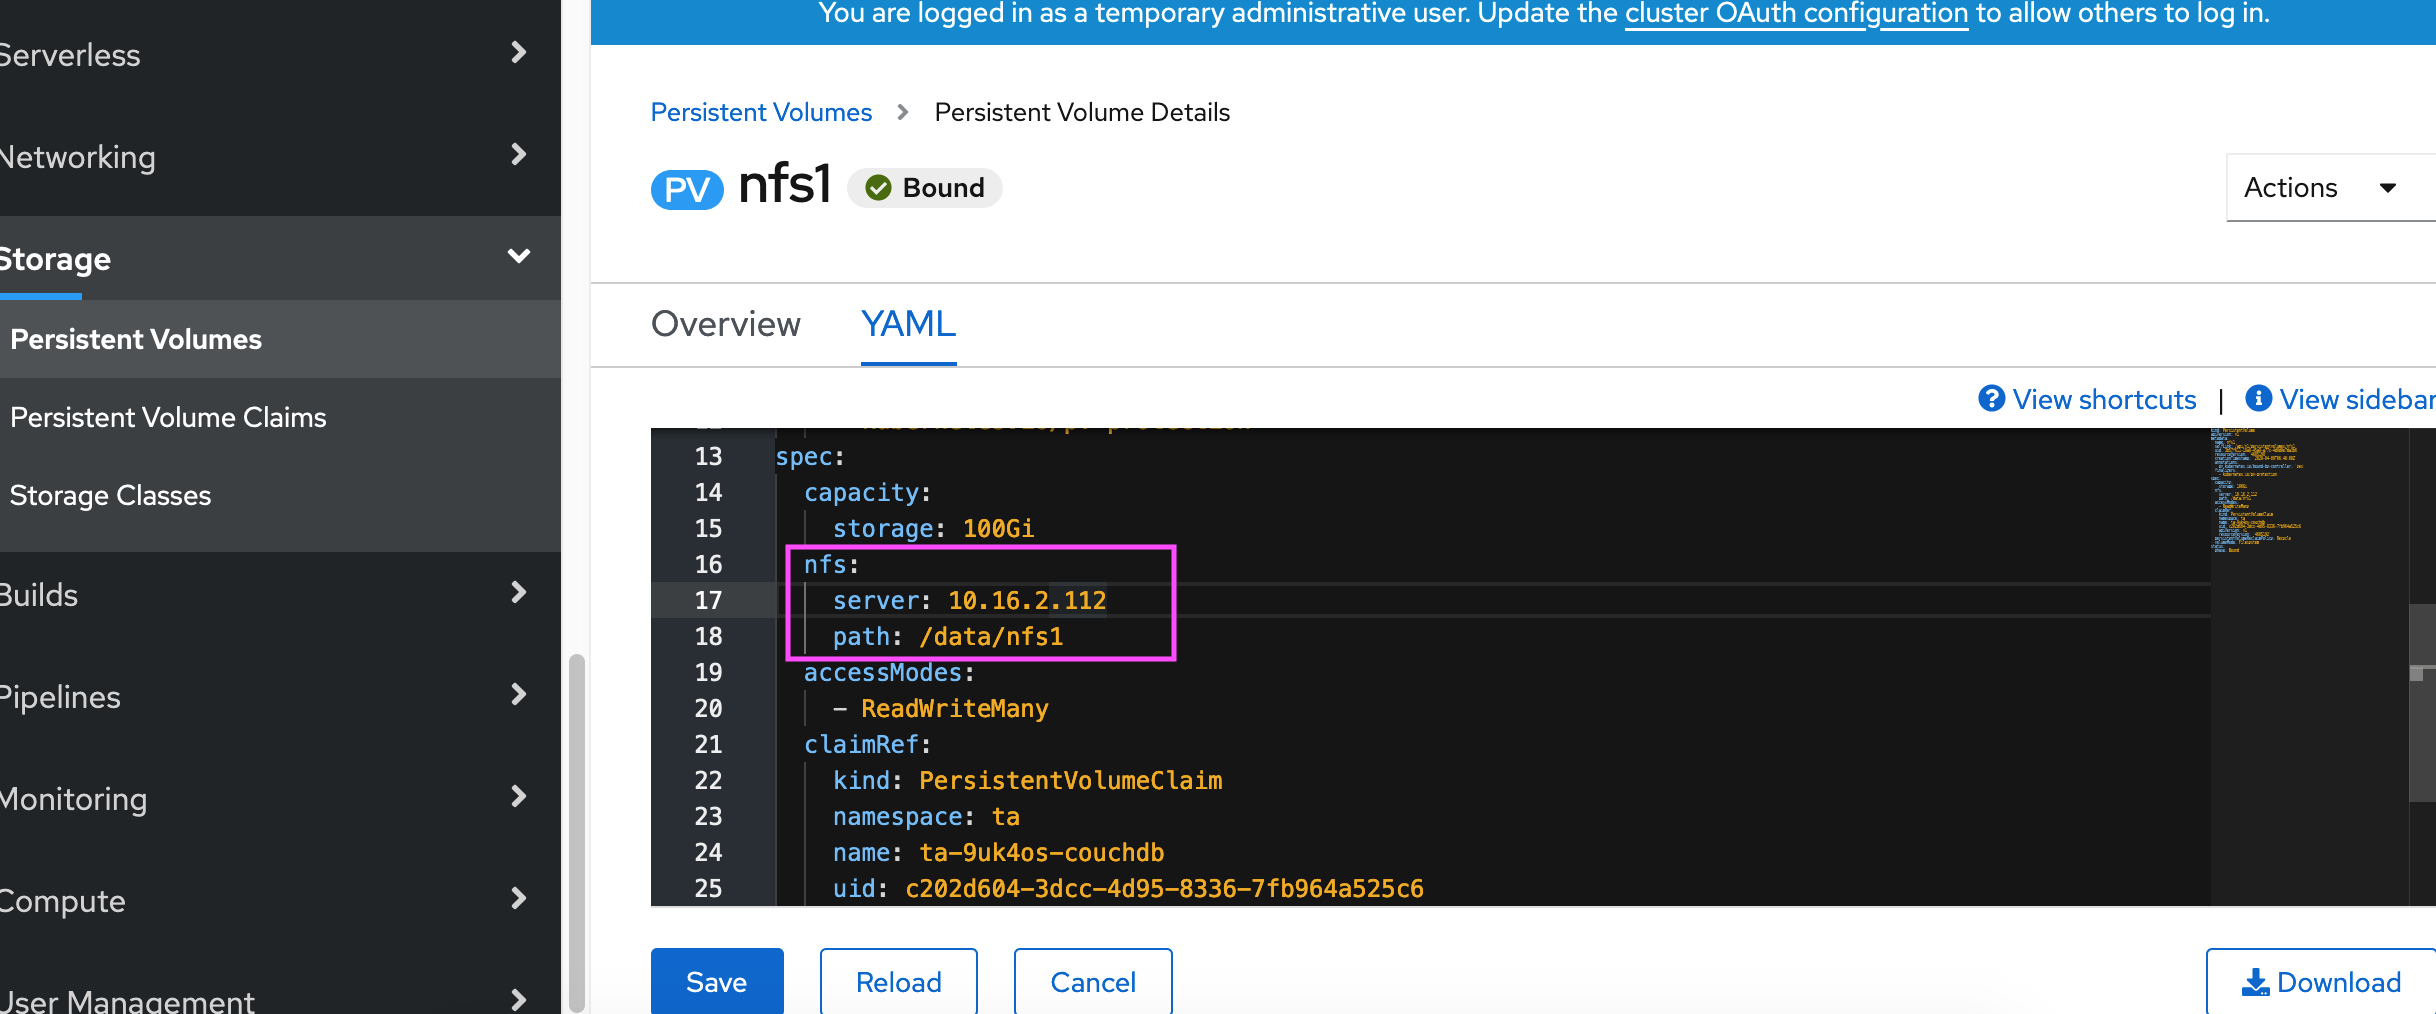 You are logged in as a temporary administrative user. Update the cluster OAuth configuration to allow others to log in.
Serverless
Networking
Storage
Persistent Volumes
Persistent Volume Claims
Storage Classes
Builds
Pipelines
Monitoring
Compute
User Management
Persistent Volumes > Persistent Volume Details
PV nfs1 Bound
Actions
Overview YAML
View shortcuts | View sidebar
13 spec:
14 capacity:
15 storage: 100Gi
16 nfs:
17 server: 10.16.2.112
18 path: /data/nfs1
19 accessModes:
20 - ReadWriteMany
21 claimRef:
22 kind: PersistentVolumeClaim
23 namespace: ta
24 name: ta-9uk4os-couchdb
25 uid: c202d604-3dcc-4d95-8336-7fb964a525c6
Save Reload Cancel Download